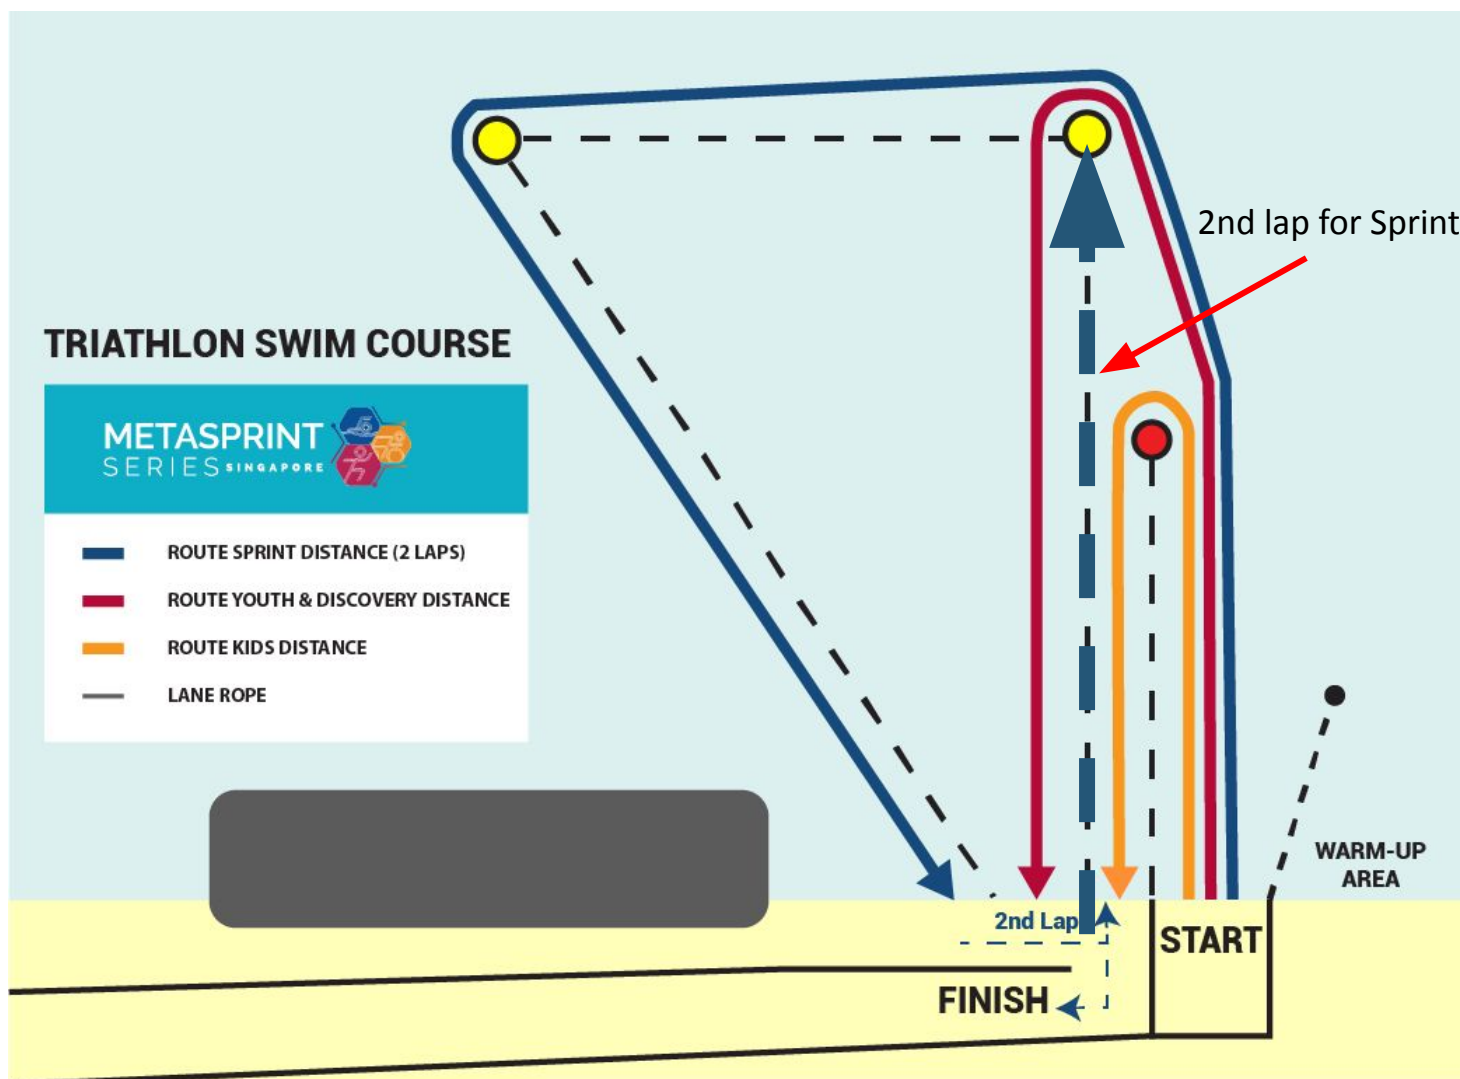 2nd lap for Sprint
TRIATHLON SWIM COURSE
METASPRINT
SERIES SINGAPORE
ROUTE SPRINT DISTANCE (2 LAPS)
ROUTE YOUTH & DISCOVERY DISTANCE
ROUTE KIDS DISTANCE
LANE ROPE
WARM-UP
AREA
2nd Lap
START
FINISH